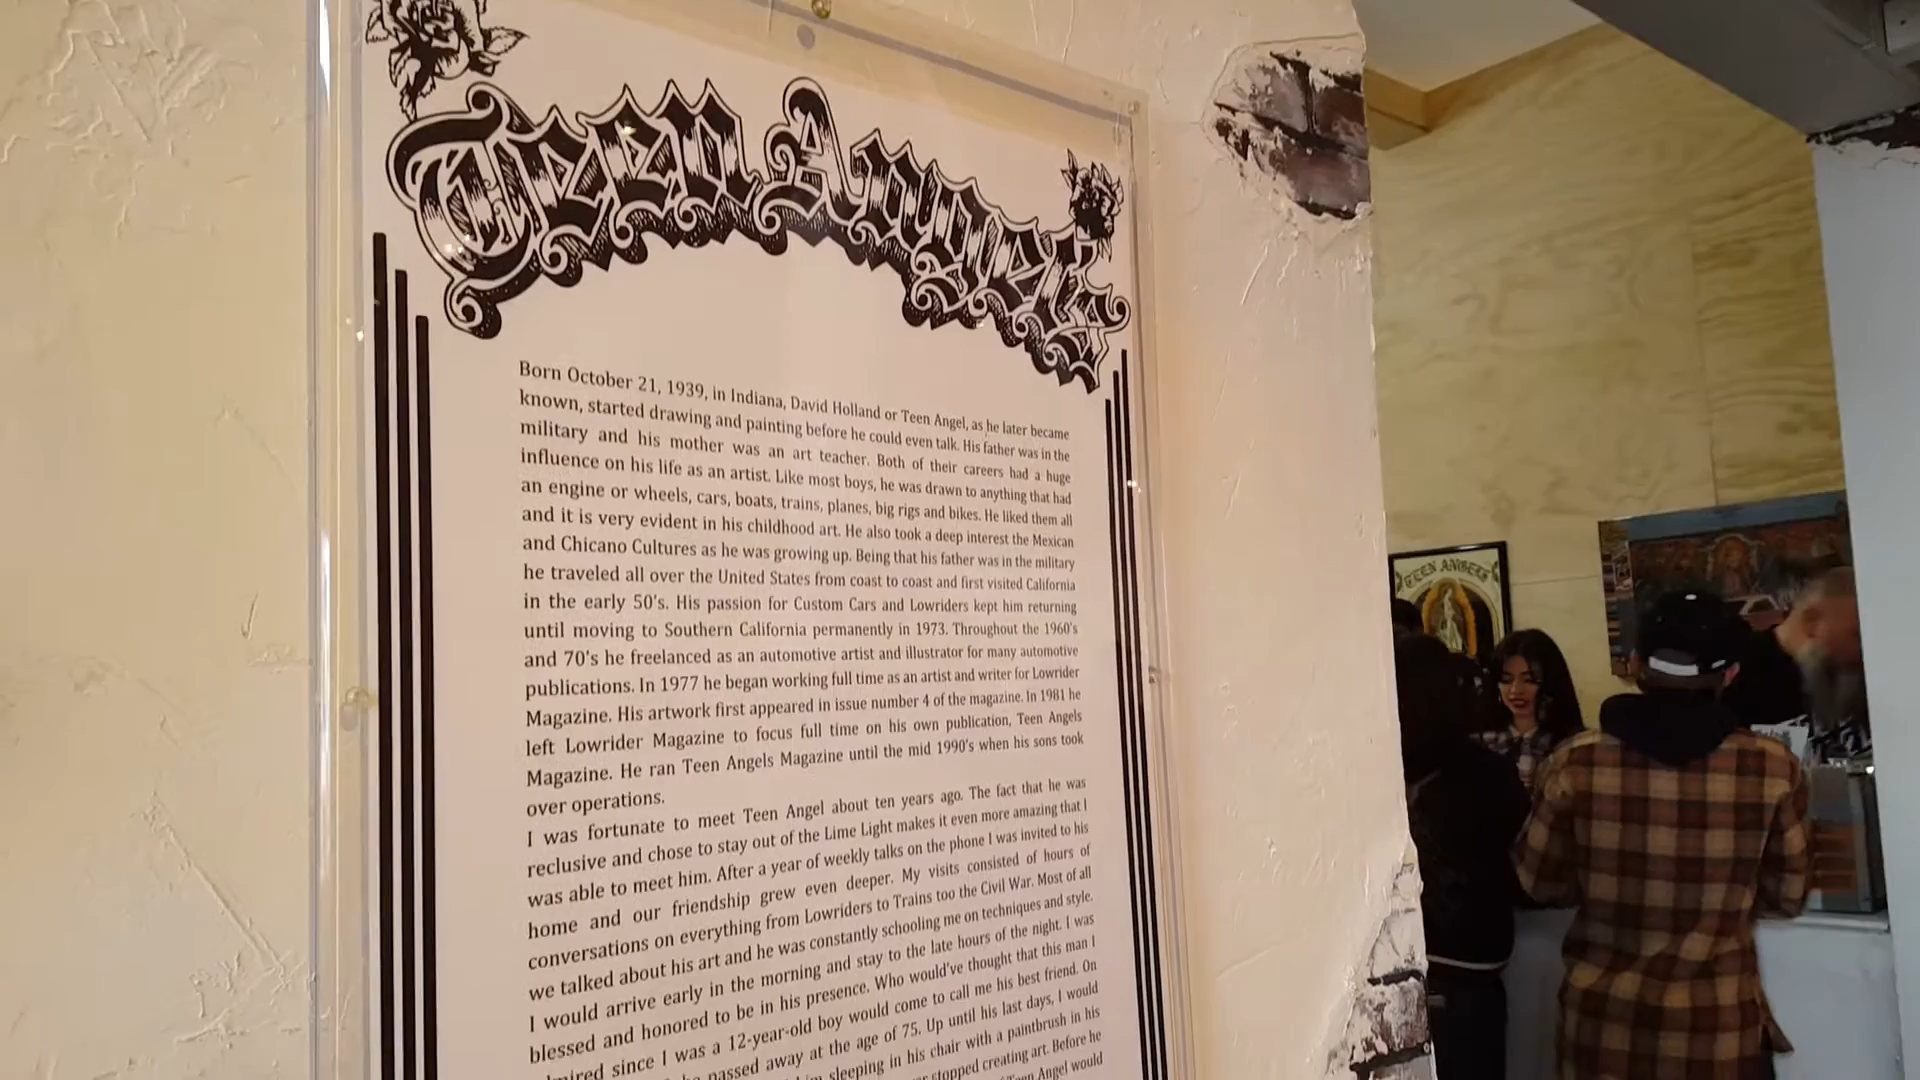 Teen Angels
Born October 21, 1939, in Indiana, David Holland or Teen Angel, as he later became
known, started drawing and painting before he could even talk. His father was in the
military and his mother was an art teacher. Both of their careers had a huge
influence on his life as an artist. Like most boys, he was drawn to anything that had
an engine or wheels, cars, boats, trains, planes, big rigs and bikes. He liked them all
and it is very evident in his childhood art. He also took a deep interest the Mexican
and Chicano Cultures as he was growing up. Being that his father was in the military
he traveled all over the United States from coast to coast and first visited California
in the early 50's. His passion for Custom Cars and Lowriders kept him returning
until moving to Southern California permanently in 1973. Throughout the 1960's
and 70's he freelanced as an automotive artist and illustrator for many automotive
publications. In 1977 he began working full time as an artist and writer for Lowrider
Magazine. His artwork first appeared in issue number 4 of the magazine. In 1981 he
left Lowrider Magazine to focus full time on his own publication, Teen Angels
Magazine. He ran Teen Angels Magazine until the mid 1990's when his sons took
over operations.
I was fortunate to meet Teen Angel about ten years ago. The fact that he was
reclusive and chose to stay out of the Lime Light makes it even more amazing that I
was able to meet him. After a year of weekly talks on the phone I was invited to his
home and our friendship grew even deeper. My visits consisted of hours of
conversations on everything from Lowriders to Trains too the Civil War. Most of all
we talked about his art and he was constantly schooling me on techniques and style.
I would arrive early in the morning and stay to the late hours of the night. I was
blessed and honored to be in his presence. Who would've thought that this man I
since I was a 12-year-old boy would come to call me his best friend. On
passed away at the age of 75. Up until his last days, I would
sleeping in his chair with a paintbrush in his
stopped creating art. Before he
Angel would
TEEN ANGELS